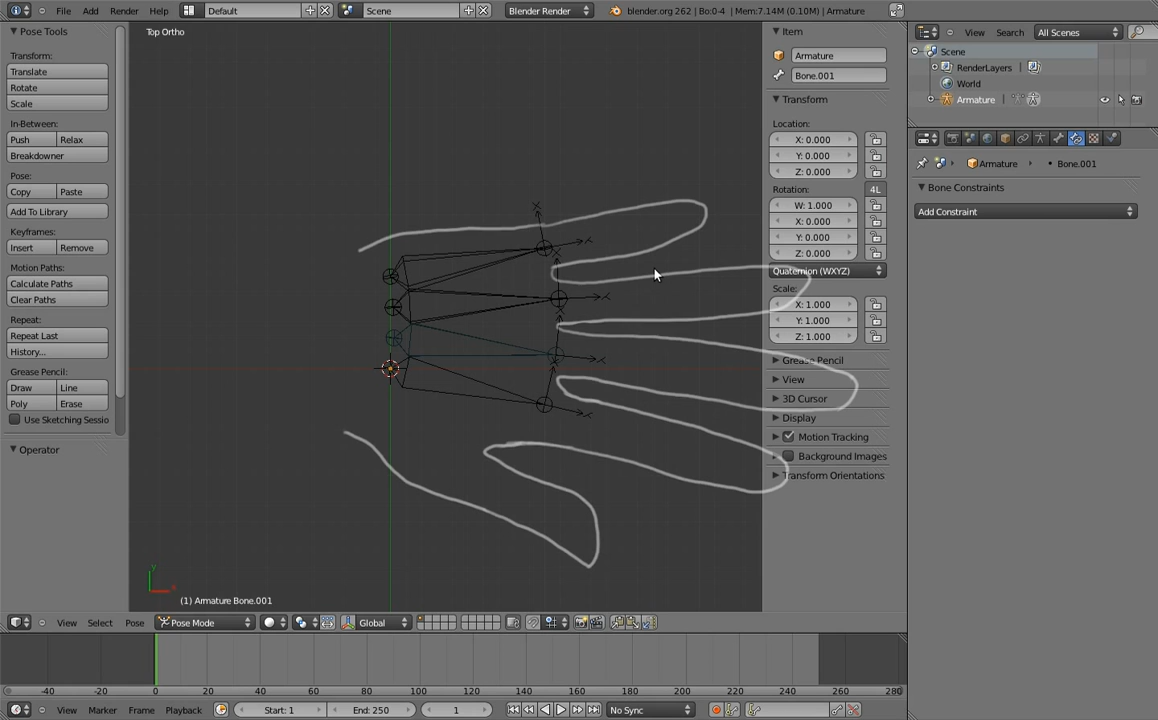 File Add Render Help Default Scene Blender Render blender.org 262 | Bo:0-4 | Mem:7.14M (0.10M) | Armature
Pose Tools
Transform:
Translate
Rotate
Scale
In-Between:
Push Relax
Breakdowner
Pose:
Copy Paste
Add To Library
Keyframes:
Insert Remove
Motion Paths:
Calculate Paths
Clear Paths
Repeat:
Repeat Last
History...
Grease Pencil:
Draw Line
Poly Erase
Use Sketching Sessio
Operator
Top Ortho
X
X
X
X
X
X
y
x
(1) Armature Bone.001
Item
Armature
Bone.001
Transform
Location:
X: 0.000
Y: 0.000
Z: 0.000
Rotation: 4L
W: 1.000
X: 0.000
Y: 0.000
Z: 0.000
Quaternion (WXYZ)
Scale:
X: 1.000
Y: 1.000
Z: 1.000
Grease Pencil
View
3D Cursor
Display
Motion Tracking
Background Images
Transform Orientations
View Search All Scenes
Scene
RenderLayers |
World
Armature |
Armature Bone.001
Bone Constraints
Add Constraint
View Select Pose Pose Mode Global
-40 -20 0 20 40 60 80 100 120 140 160 180 200 220 240 260 280
View Marker Frame Playback Start: 1 End: 250 1 No Sync